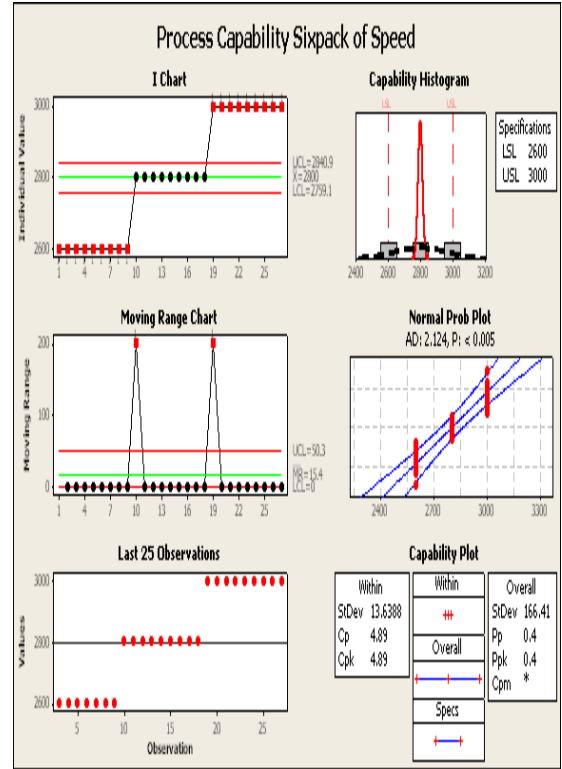 Process Capability Sixpack of Speed
I Chart
Individual Value
3000
2800
2600
1 4 7 10 13 16 19 22 25
UCL=2840.9
X=2800
LCL=2759.1
Capability Histogram
LSL USL
2400 2600 2800 3000 3200
Specifications
LSL 2600
USL 3000
Moving Range Chart
Moving Range
200
100
0
1 4 7 10 13 16 19 22 25
UCL=50.3
MR=15.4
LCL=0
Normal Prob Plot
AD: 2.124, P: < 0.005
2400 2700 3000 3300
Last 25 Observations
Values
3000
2800
2600
5 10 15 20 25
Observation
Capability Plot
Within
StDev 13.6388
Cp 4.89
Cpk 4.89
Within
Overall
Specs
Overall
StDev 166.41
Pp 0.4
Ppk 0.4
Cpm *